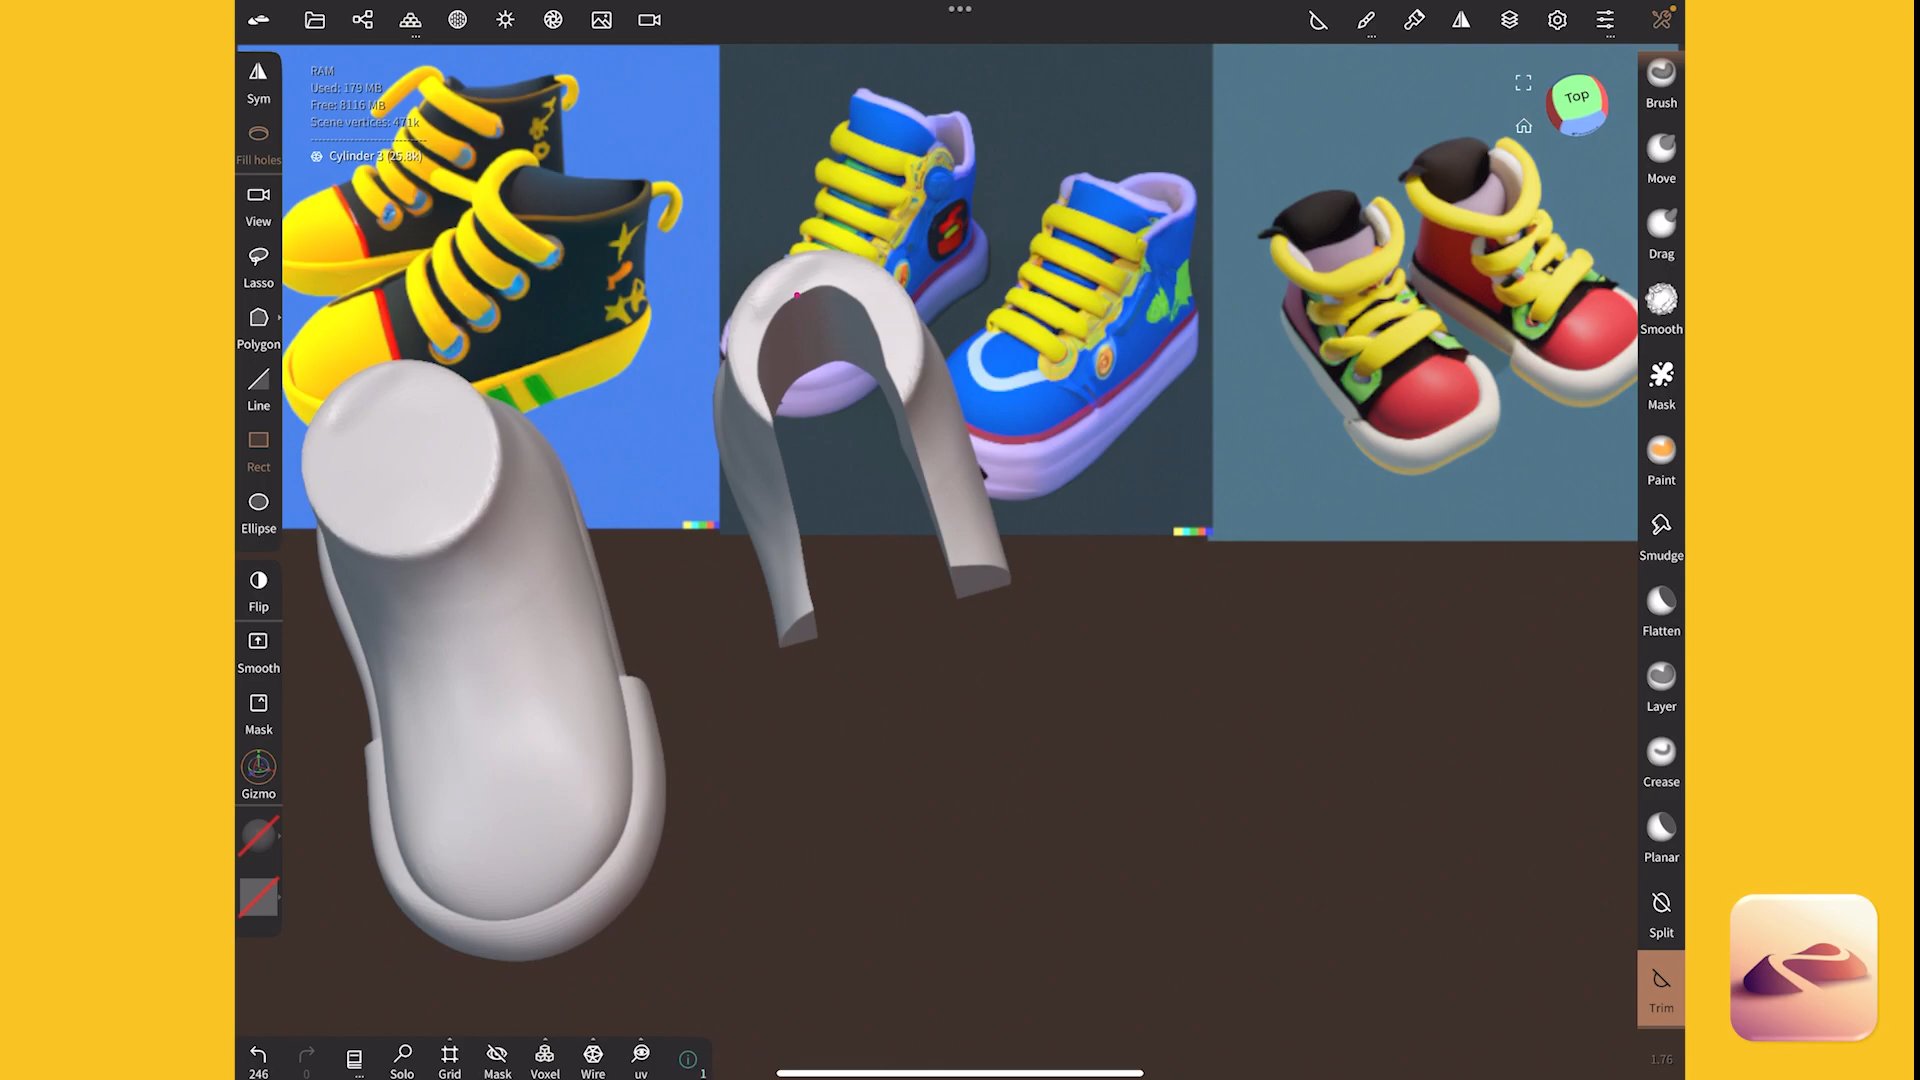 Sym
Fill holes
View
Lasso
Polygon
Line
Rect
Ellipse
Flip
Smooth
Mask
Gizmo
RAM
Used: 179 MB
Free: 8116 MB
Scene vertices: 471k
Cylinder 3 (25.8k)
Top
Brush
Move
Drag
Smooth
Mask
Paint
Smudge
Flatten
Layer
Crease
Planar
Split
Trim
1.76
246
0
...
Solo
Grid
Mask
Voxel
Wire
uv
1